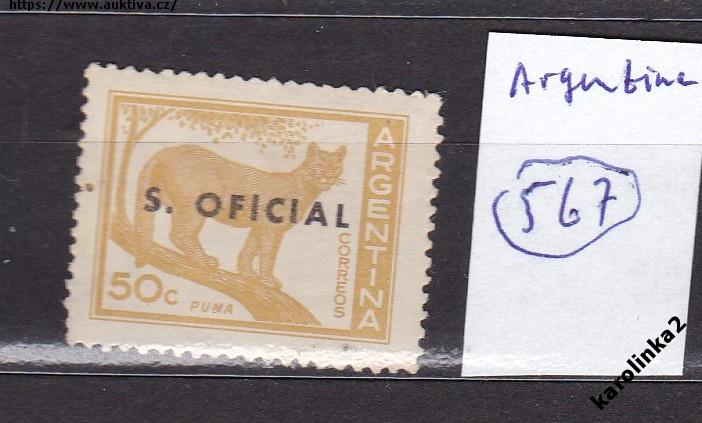 https://www.auktiva.cz/
Argentina
567
S. OFICIAL
ARGENTINA
CORREOS
50c
PUMA
karolinka2